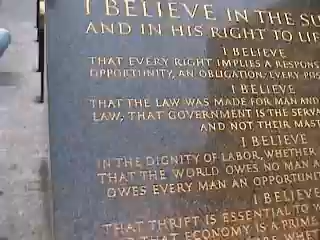 I BELIEVE IN THE SU
AND IN HIS RIGHT TO LIF
I BELIEVE
THAT EVERY RIGHT IMPLIES A RESPONS
OPPORTUNITY, AN OBLIGATION, EVERY POS
I BELIEVE
THAT THE LAW WAS MADE FOR MAN AND
LAW, THAT GOVERNMENT IS THE SERVA
AND NOT THEIR MAST
I BELIEVE
IN THE DIGNITY OF LABOR, WHETHER
THAT THE WORLD OWES NO MAN A
OWES EVERY MAN AN OPPORTUNI
I BELIEVE
THAT THRIFT IS ESSENTIAL TO W
THAT ECONOMY IS A PRIME